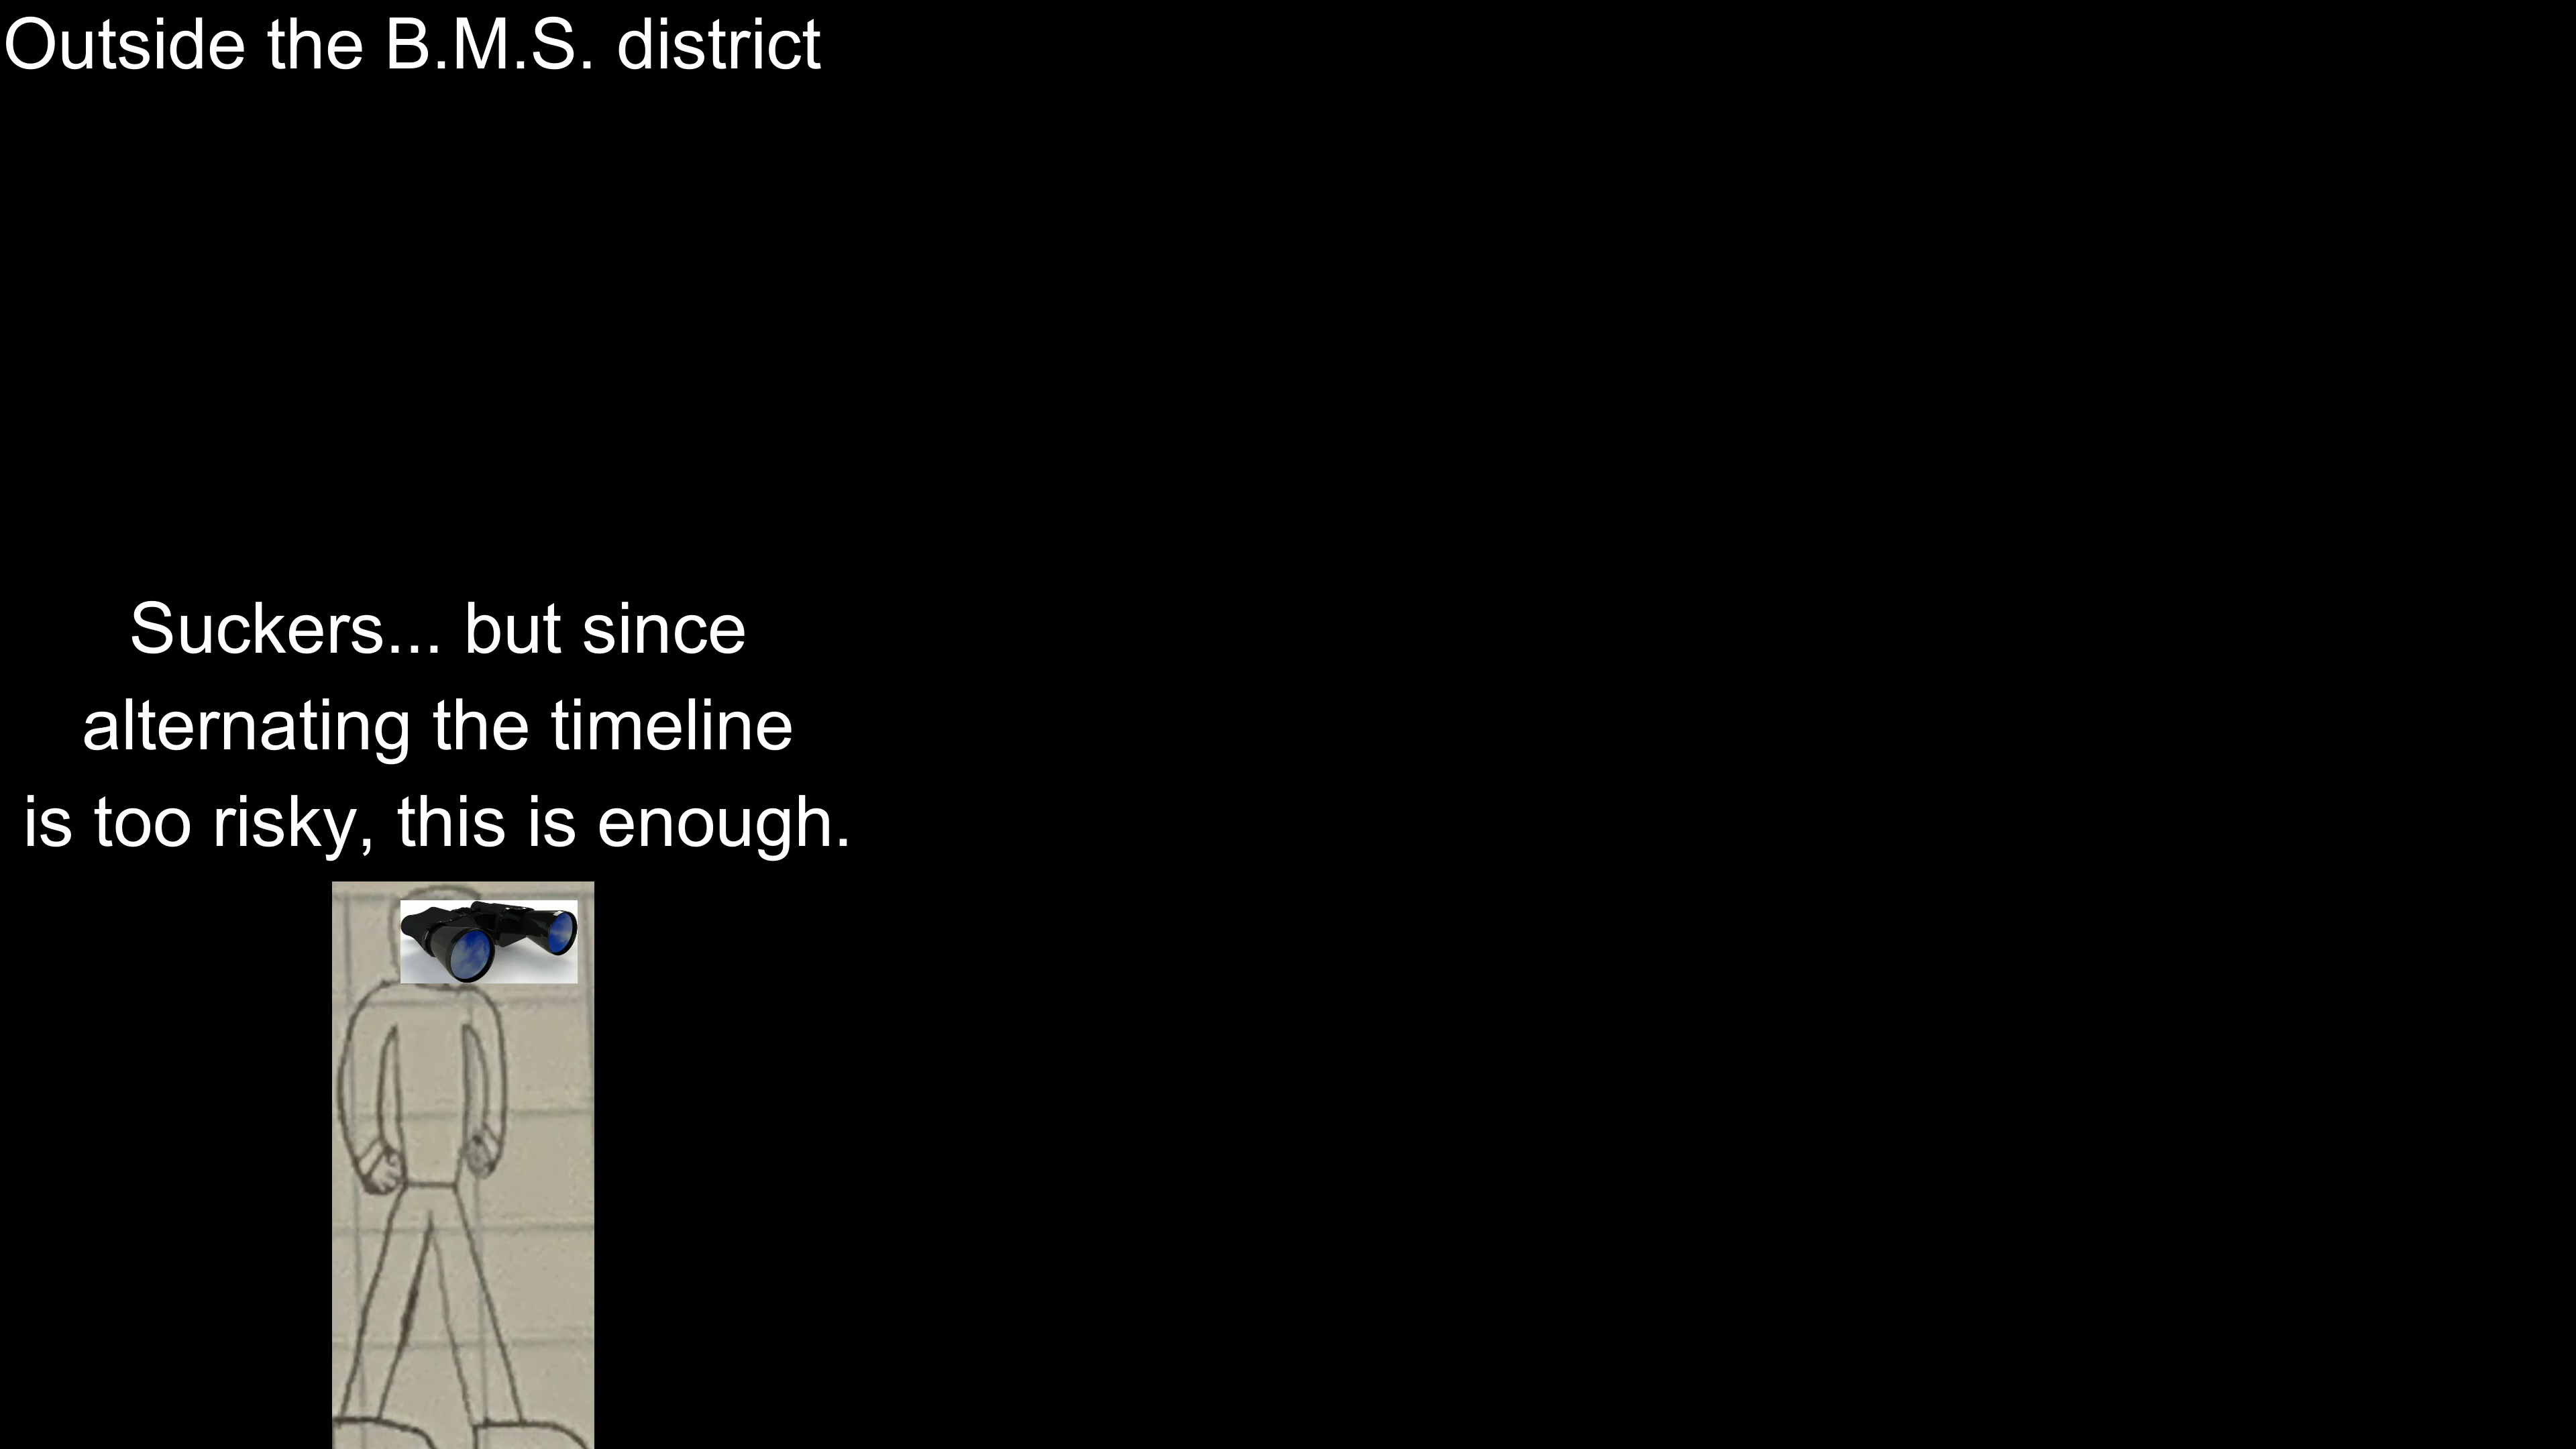 Outside the B.M.S. district
Suckers... but since
alternating the timeline
is too risky, this is enough.